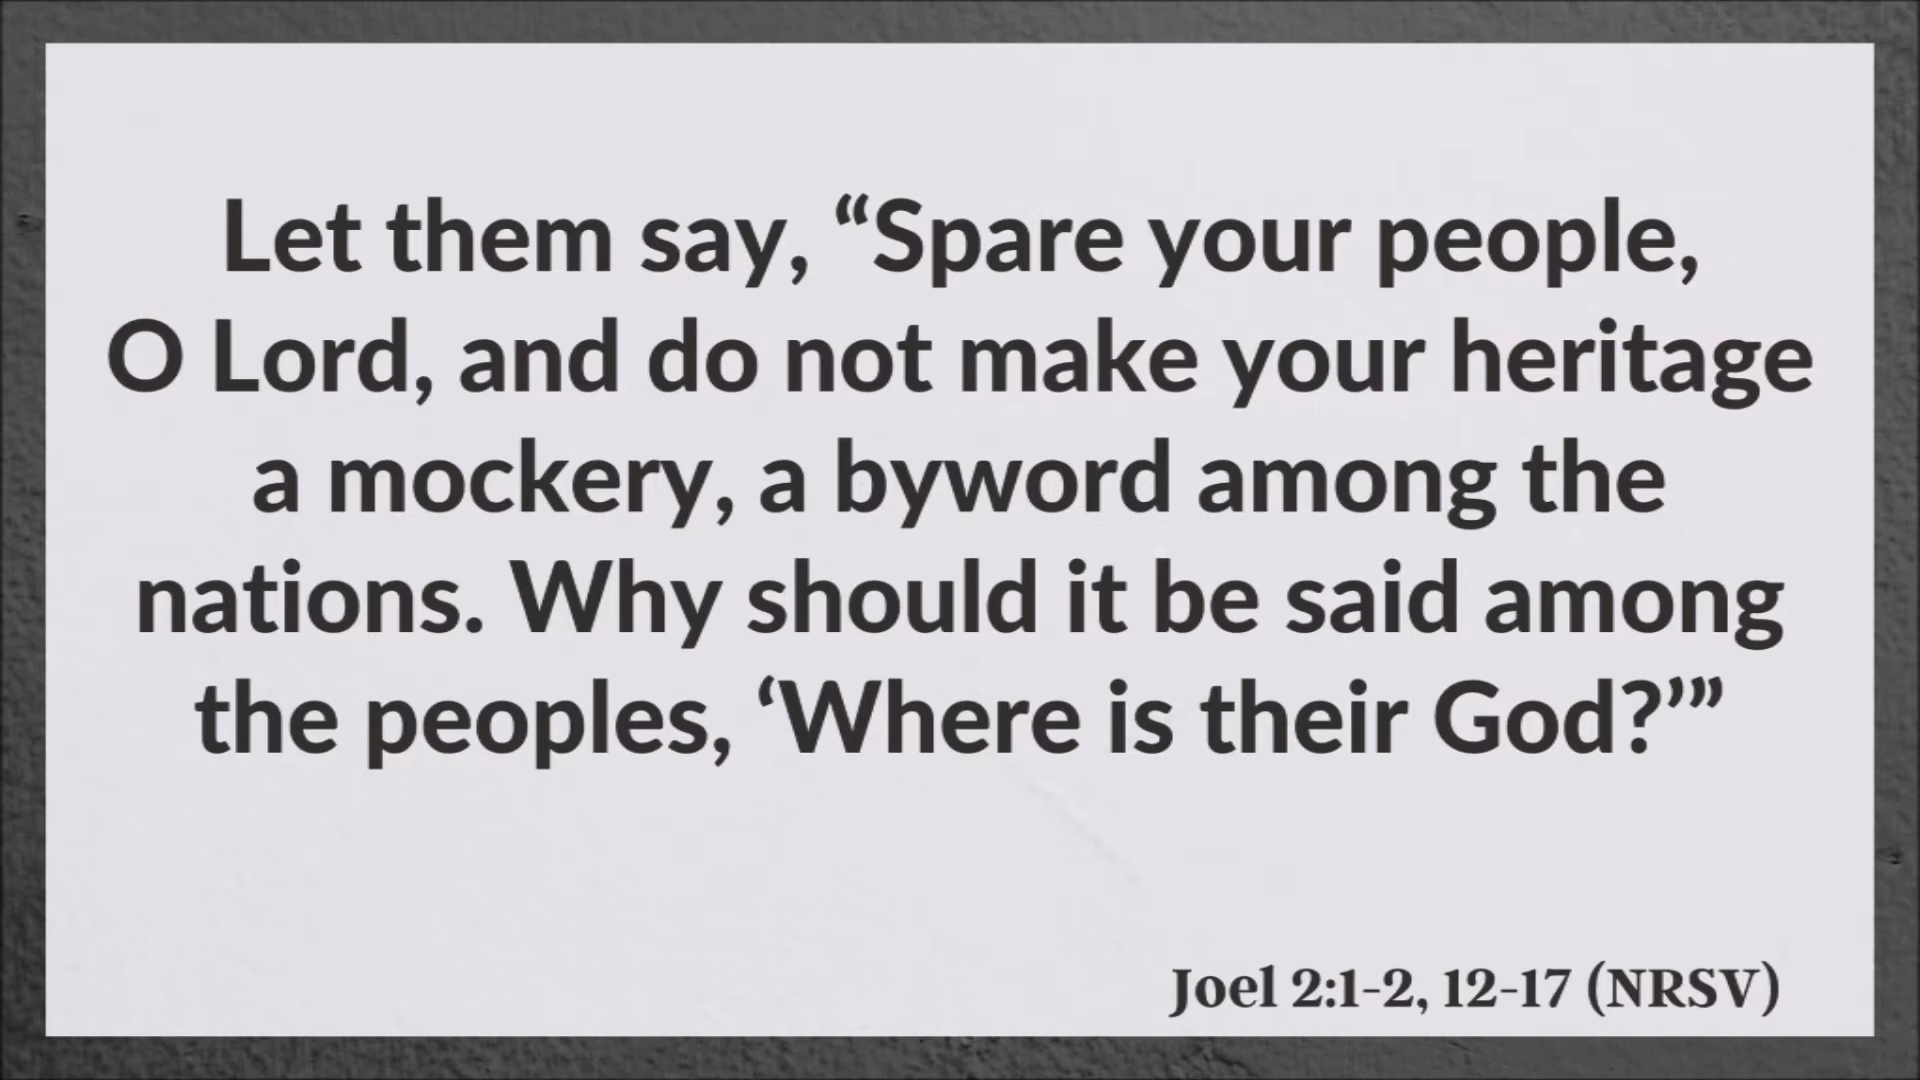 Let them say, “Spare your people,
O Lord, and do not make your heritage
a mockery, a byword among the
nations. Why should it be said among
the peoples, ‘Where is their God?’”
Joel 2:1-2, 12-17 (NRSV)